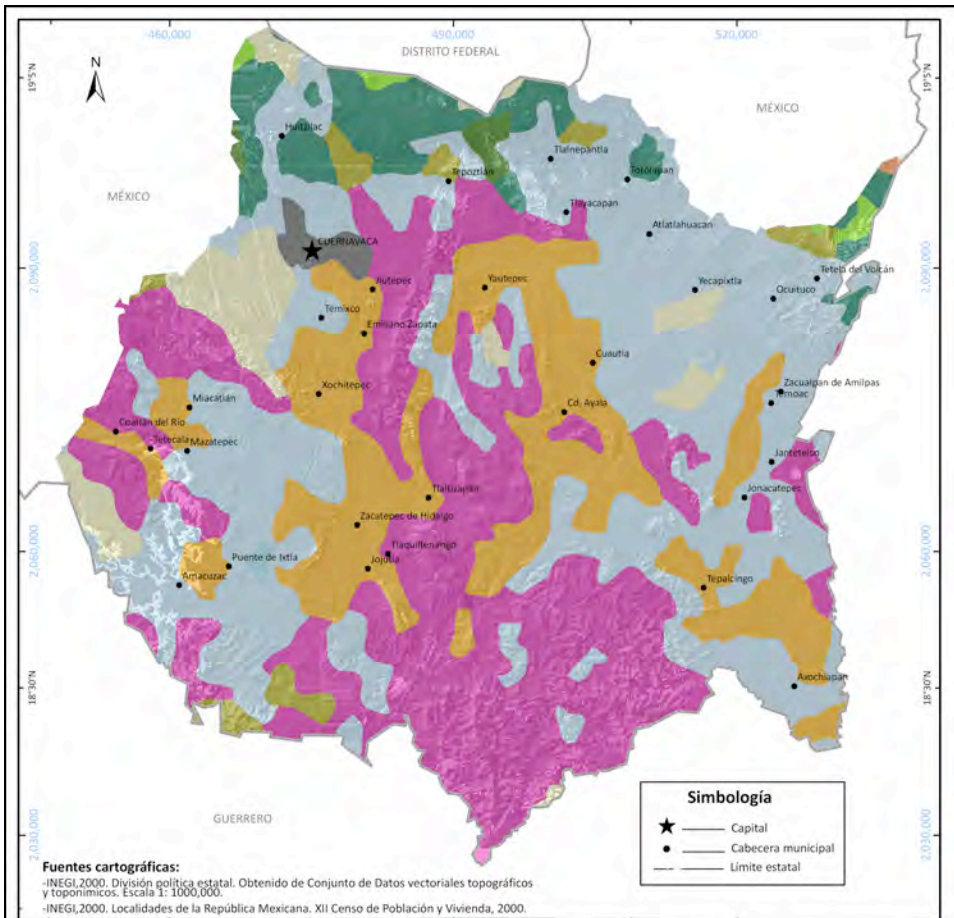 460,000
490,000
520,000
DISTRITO FEDERAL
N
19°5'N
19°5'N
MÉXICO
Huitzilac
Tlalnepantla
Tepoztlán
Totolapan
MÉXICO
Tlayacapan
Atlatlahuacan
CUERNAVACA
2,090,000
2,090,000
Jiutepec
Yautepec
Yecapixtla
Tetela del Volcán
Ocuituco
Temixco
Emiliano Zapata
Cuautla
Xochitepec
Zacualpan de Amilpas
Temoac
Miacatlán
Cd. Ayala
Coatlán del Río
Tetecala
Mazatepec
Jantetelco
Tlaltizapán
Jonacatepec
Zacatepec de Hidalgo
Tlaquiltenango
2,060,000
2,060,000
Puente de Ixtla
Jojutla
Amacuzac
Tepalcingo
Axochiapan
18°30'N
18°30'N
Simbología
GUERRERO
Capital
2,030,000
2,030,000
Cabecera municipal
Límite estatal
Fuentes cartográficas:
-INEGI,2000. División política estatal. Obtenido de Conjunto de Datos vectoriales topográficos
y toponímicos. Escala 1: 1000,000.
-INEGI,2000. Localidades de la República Mexicana. XII Censo de Población y Vivienda, 2000.